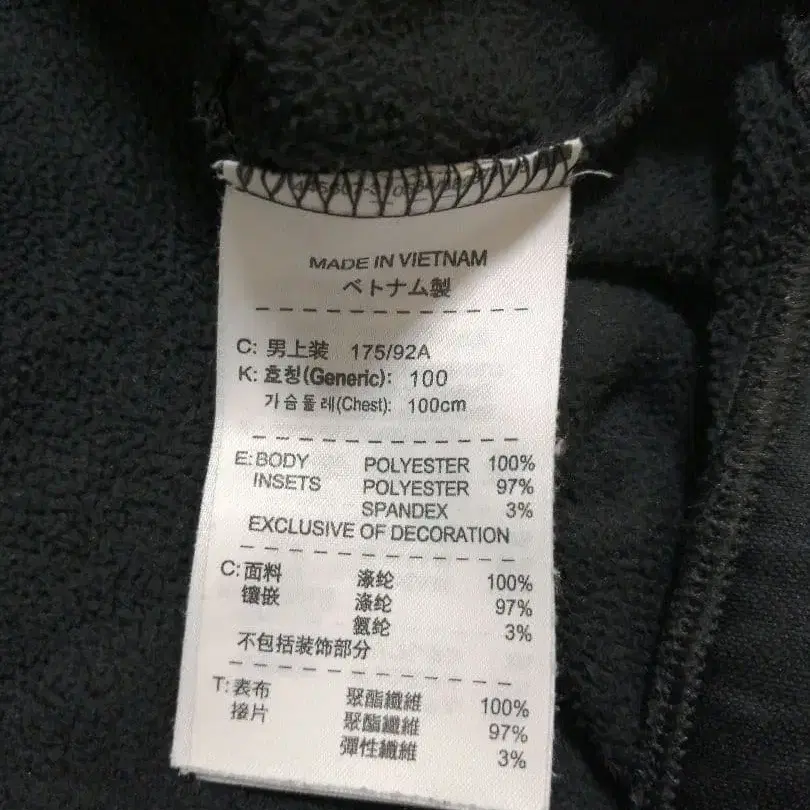 MADE IN VIETNAM
ベトナム製
C: 男上装 175/92A
K: 호칭(Generic): 100
가슴둘레(Chest): 100cm
E: BODY POLYESTER 100%
INSETS POLYESTER 97%
SPANDEX 3%
EXCLUSIVE OF DECORATION
C: 面料 涤纶 100%
镶嵌 涤纶 97%
氨纶 3%
不包括装饰部分
T: 表布 聚酯纖維 100%
接片 聚酯纖維 97%
彈性纖維 3%